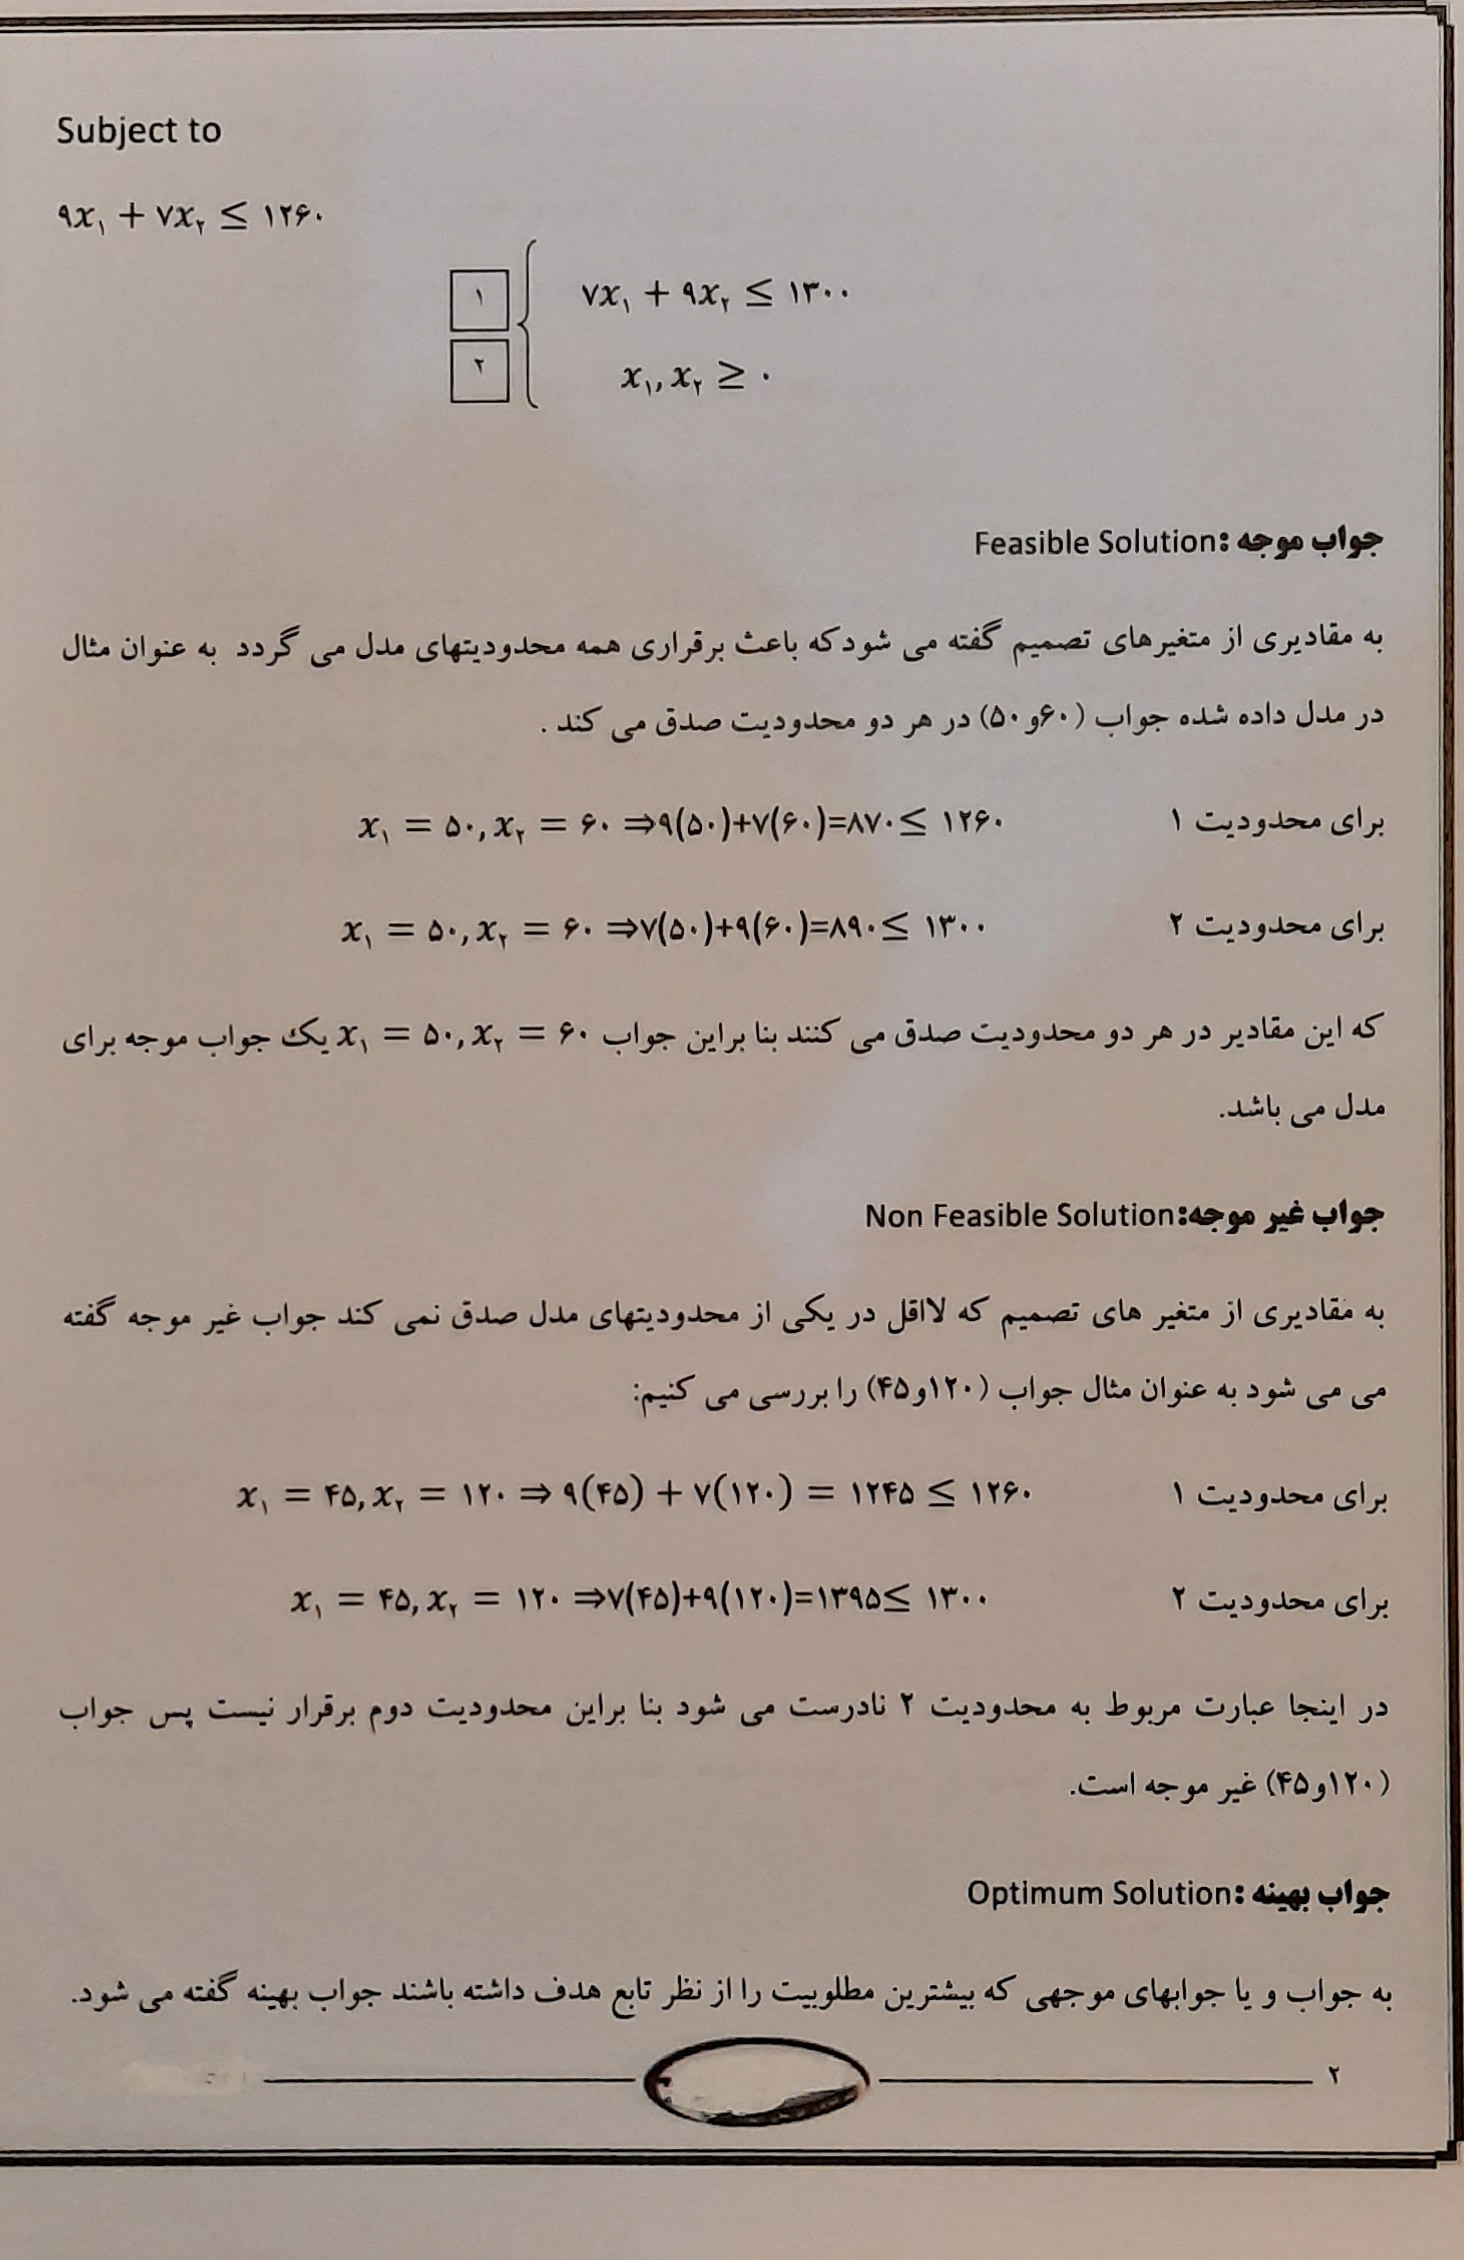 Subject to
۹x₁ + ۷x₂ ≤ ۱۲۶۰
۱
۷x₁ + ۹x₂ ≤ ۱۳۰۰
۲
x₁, x₂ ≥ ۰
جواب موجه :Feasible Solution
به مقادیری از متغیرهای تصمیم گفته می شودکه باعث برقراری همه محدودیتهای مدل می گردد به عنوان مثال
در مدل داده شده جواب (۶۰و۵۰) در هر دو محدودیت صدق می کند .
برای محدودیت ۱ x₁ = ۵۰, x₂ = ۶۰ ⇒۹(۵۰)+۷(۶۰)=۸۷۰≤ ۱۲۶۰
برای محدودیت ۲ x₁ = ۵۰, x₂ = ۶۰ ⇒۷(۵۰)+۹(۶۰)=۸۹۰≤ ۱۳۰۰
که این مقادیر در هر دو محدودیت صدق می کنند بنا براین جواب x₁ = ۵۰, x₂ = ۶۰ یک جواب موجه برای
مدل می باشد.
جواب غیر موجه:Non Feasible Solution
به مقادیری از متغیر های تصمیم که لااقل در یکی از محدودیتهای مدل صدق نمی کند جواب غیر موجه گفته
می می شود به عنوان مثال جواب (۱۲۰و۴۵) را بررسی می کنیم:
برای محدودیت ۱ x₁ = ۴۵, x₂ = ۱۲۰ ⇒ ۹(۴۵) + ۷(۱۲۰) = ۱۲۴۵ ≤ ۱۲۶۰
برای محدودیت ۲ x₁ = ۴۵, x₂ = ۱۲۰ ⇒۷(۴۵)+۹(۱۲۰)=۱۳۹۵≤ ۱۳۰۰
در اینجا عبارت مربوط به محدودیت ۲ نادرست می شود بنا براین محدودیت دوم برقرار نیست پس جواب
(۱۲۰و۴۵) غیر موجه است.
جواب بهینه :Optimum Solution
به جواب و یا جوابهای موجهی که بیشترین مطلوبیت را از نظر تابع هدف داشته باشند جواب بهینه گفته می شود.
۲